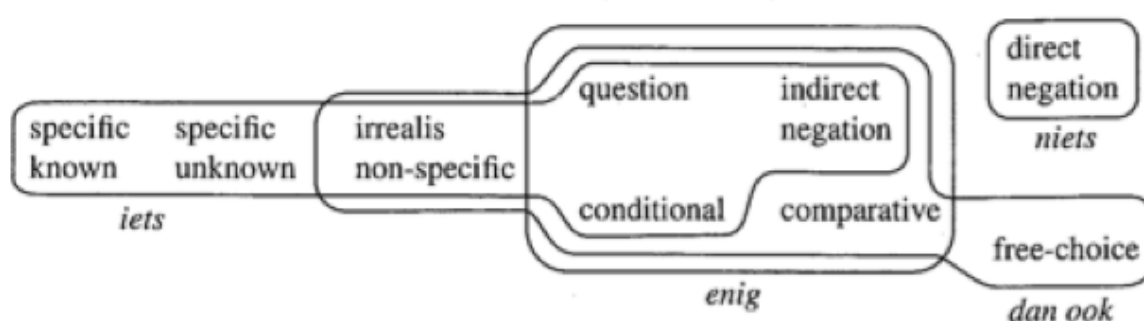 direct
negation
niets
question indirect
negation
specific specific irrealis
known unknown non-specific
iets
conditional comparative
free-choice
enig
dan ook